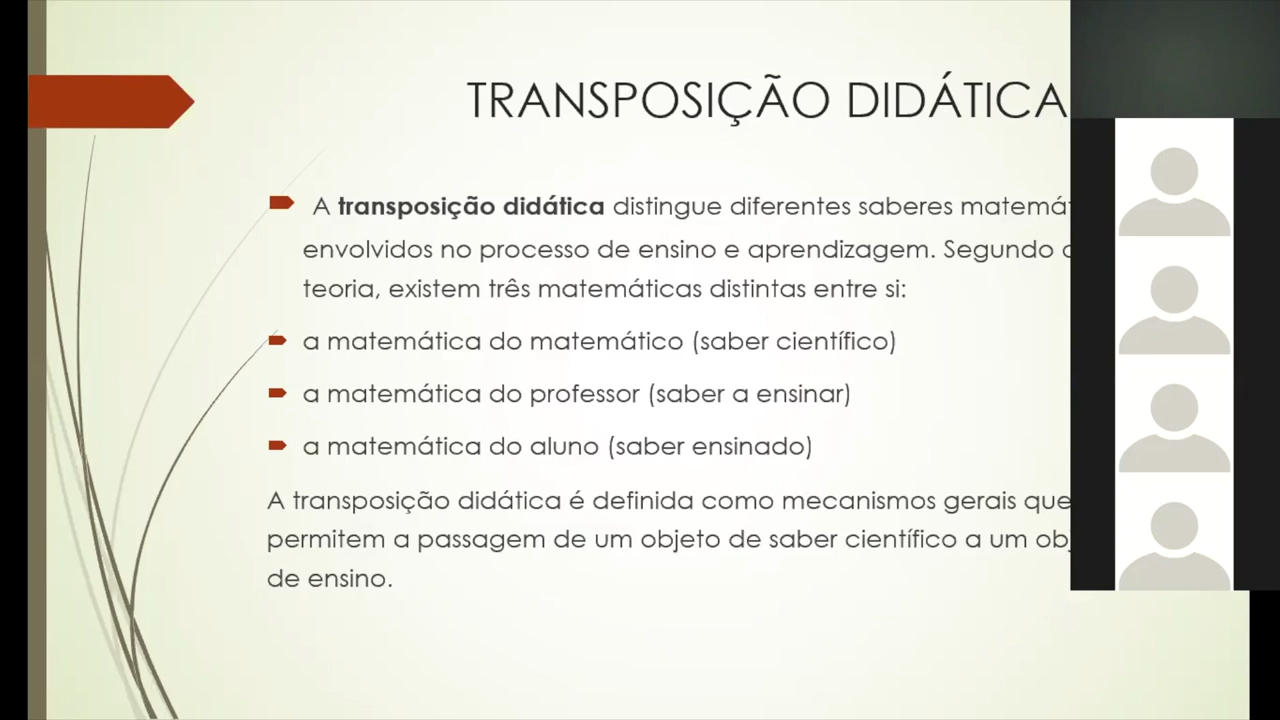 TRANSPOSIÇÃO DIDÁTICA
A transposição didática distingue diferentes saberes
envolvidos no processo de ensino e aprendizagem. Segundo
teoria, existem três matemáticas distintas entre si:
a matemática do matemático (saber científico)
a matemática do professor (saber a ensinar)
a matemática do aluno (saber ensinado)
A transposição didática é definida como mecanismos gerais que
permitem a passagem de um objeto de saber científico a um
de ensino.